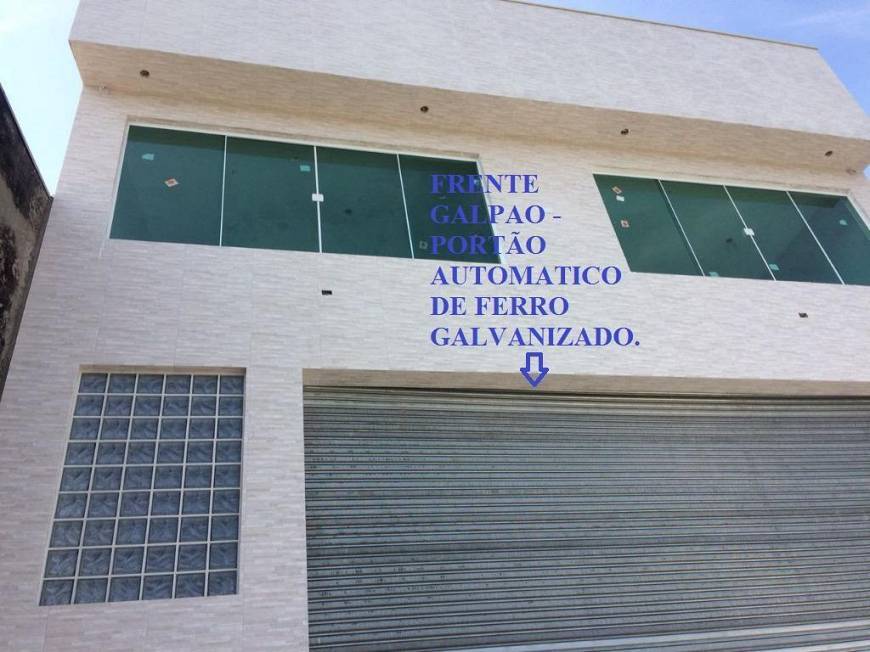 FRENTE
GALPAO -
PORTÃO
AUTOMATICO
DE FERRO
GALVANIZADO.